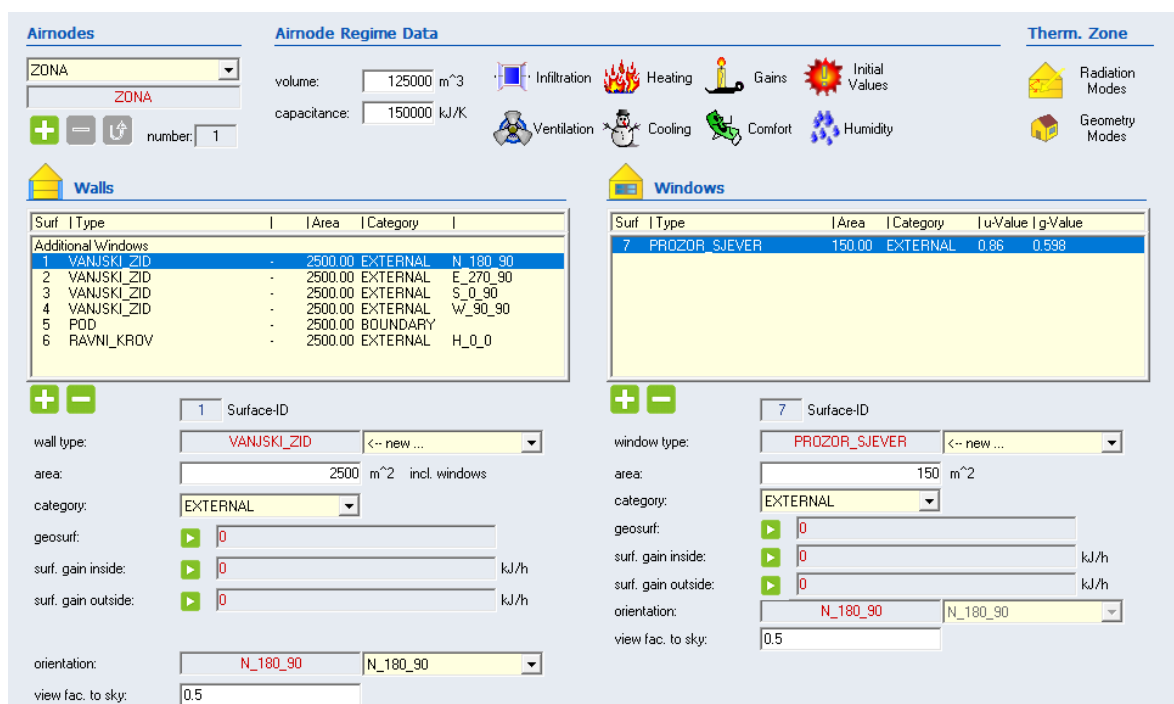 Airnodes Airnode Regime Data Therm. Zone
ZONA
ZONA
number: 1
volume: 125000 m^3
capacitance: 150000 kJ/K
Infiltration Heating Gains Initial Values
Ventilation Cooling Comfort Humidity
Radiation Modes
Geometry Modes
Walls
Surf | Type | | Area | Category |
Additional Windows
1 VANJSKI_ZID - 2500.00 EXTERNAL N_180_90
2 VANJSKI_ZID - 2500.00 EXTERNAL E_270_90
3 VANJSKI_ZID - 2500.00 EXTERNAL S_0_90
4 VANJSKI_ZID - 2500.00 EXTERNAL W_90_90
5 POD - 2500.00 BOUNDARY
6 RAVNI_KROV - 2500.00 EXTERNAL H_0_0
1 Surface-ID
wall type: VANJSKI_ZID <-- new ...
area: 2500 m^2 incl. windows
category: EXTERNAL
geosurf: 0
surf. gain inside: 0 kJ/h
surf. gain outside: 0 kJ/h
orientation: N_180_90 N_180_90
view fac. to sky: 0.5
Windows
Surf | Type | Area | Category | u-Value | g-Value
7 PROZOR_SJEVER 150.00 EXTERNAL 0.86 0.598
7 Surface-ID
window type: PROZOR_SJEVER <-- new ...
area: 150 m^2
category: EXTERNAL
geosurf: 0
surf. gain inside: 0 kJ/h
surf. gain outside: 0 kJ/h
orientation: N_180_90 N_180_90
view fac. to sky: 0.5